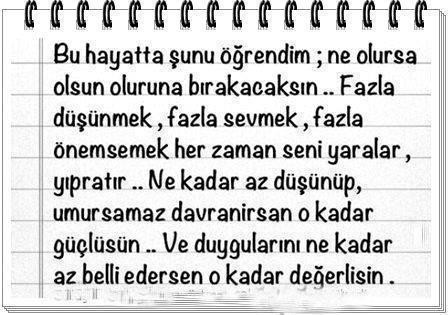 Bu hayatta şunu öğrendim ; ne olursa
olsun oluruna bırakacaksın .. Fazla
düşünmek , fazla sevmek , fazla
önemsemek her zaman seni yaralar ,
yıpratır .. Ne kadar az düşünüp,
umursamaz davranirsan o kadar
güçlüsün .. Ve duygularını ne kadar
az belli edersen o kadar değerlisin .